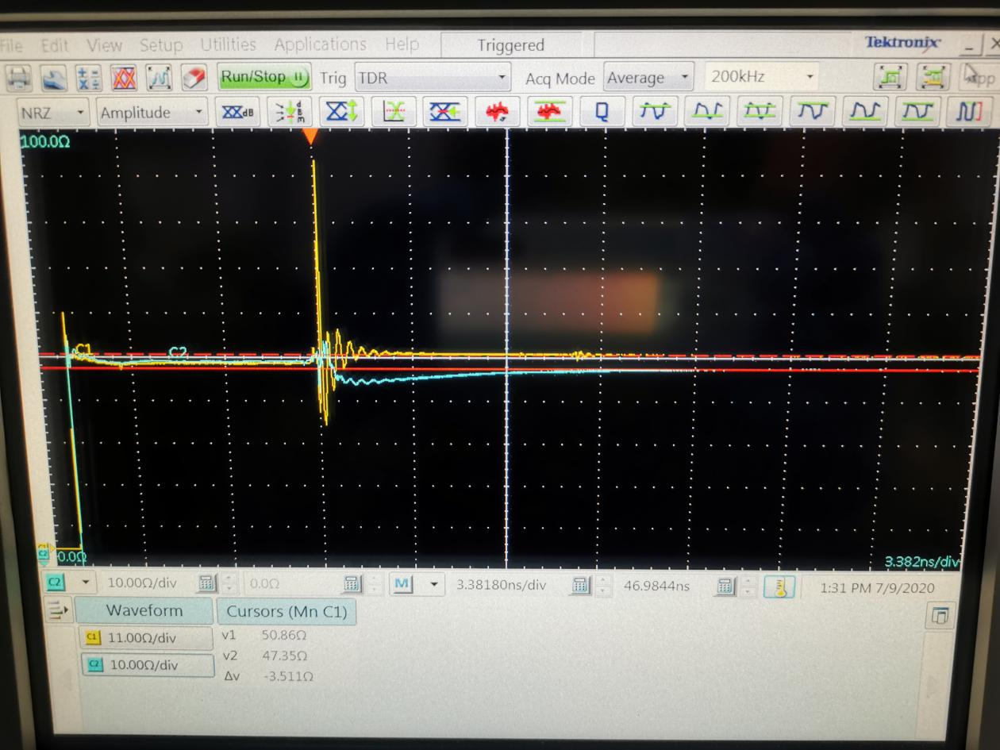 File Edit View Setup Utilities Applications Help Triggered Tektronix
Run/Stop Trig TDR Acq Mode Average 200kHz App
NRZ Amplitude dB dBm Q
100.0Ω
C1 C2
C2 0.0Ω 3.382ns/div
C2 10.00Ω/div 0.0Ω M 3.38180ns/div 46.9844ns 1:31 PM 7/9/2020
Waveform Cursors (Mn C1)
C1 11.00Ω/div v1 50.86Ω
v2 47.35Ω
C2 10.00Ω/div Δv -3.511Ω